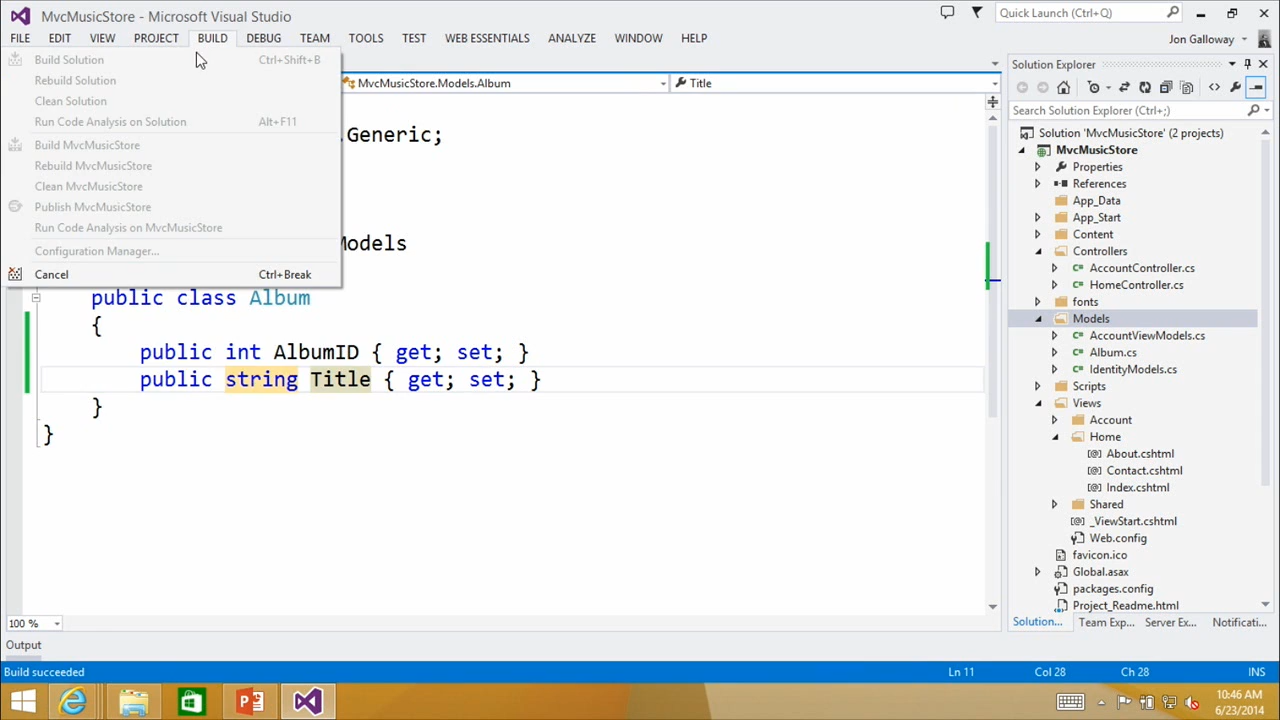 MvcMusicStore - Microsoft Visual Studio
Quick Launch (Ctrl+Q)
FILE EDIT VIEW PROJECT BUILD DEBUG TEAM TOOLS TEST WEB ESSENTIALS ANALYZE WINDOW HELP
Jon Galloway
Build Solution Ctrl+Shift+B
Rebuild Solution
Clean Solution
Run Code Analysis on Solution Alt+F11
Build MvcMusicStore
Rebuild MvcMusicStore
Clean MvcMusicStore
Publish MvcMusicStore
Run Code Analysis on MvcMusicStore
Configuration Manager...
Cancel Ctrl+Break
MvcMusicStore.Models.Album
Title
.Generic;
Models
public class Album
{
public int AlbumID { get; set; }
public string Title { get; set; }
}
}
100 %
Solution Explorer
Search Solution Explorer (Ctrl+;)
Solution 'MvcMusicStore' (2 projects)
MvcMusicStore
Properties
References
App_Data
App_Start
Content
Controllers
AccountController.cs
HomeController.cs
fonts
Models
AccountViewModels.cs
Album.cs
IdentityModels.cs
Scripts
Views
Account
Home
About.cshtml
Contact.cshtml
Index.cshtml
Shared
_ViewStart.cshtml
Web.config
favicon.ico
Global.asax
packages.config
Project_Readme.html
Solution... Team Exp... Server Ex... Notificati...
Output
Build succeeded
Ln 11 Col 28 Ch 28 INS
10:46 AM
6/23/2014